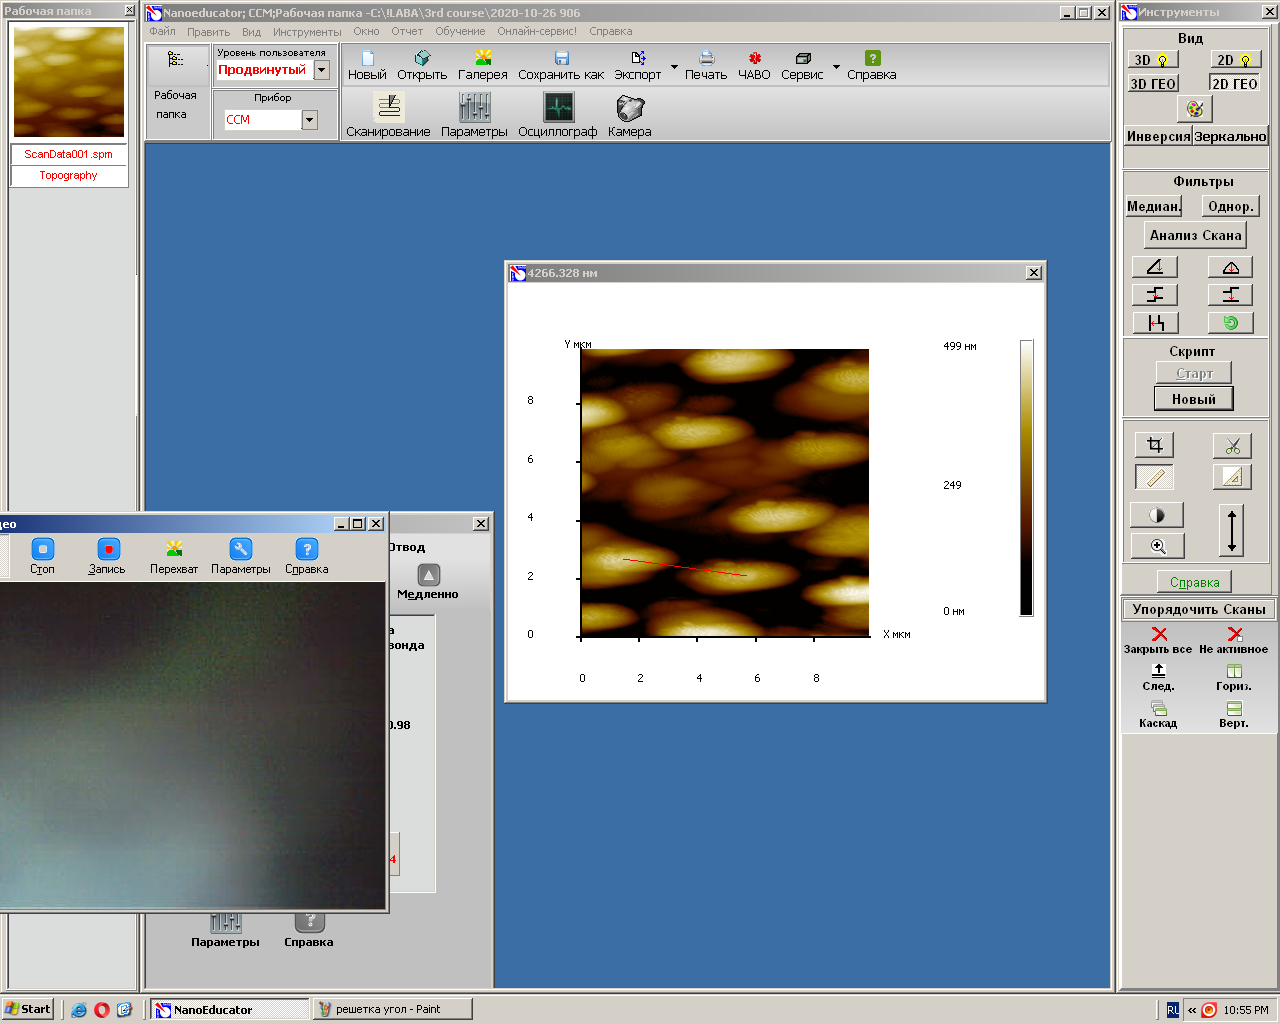 Рабочая папка
ScanData001.spm
Topography
Nanoeducator; ССМ;Рабочая папка -C:\!LABA\3rd course\2020-10-26 906
Файл Править Вид Инструменты Окно Отчет Обучение Онлайн-сервис! Справка
Рабочая
папка
Уровень пользователя
Продвинутый
Прибор
ССМ
Новый Открыть Галерея Сохранить как Экспорт Печать ЧАВО Сервис Справка
Сканирование Параметры Осциллограф Камера
4266.328 нм
Y мкм
8
6
4
2
0
0 2 4 6 8
X мкм
499 нм
249
0 нм
део
Стоп Запись Перехват Параметры Справка
Отвод
Медленно
а
зонда
0.98
4
Параметры Справка
Инструменты
Вид
3D 2D
3D ГЕО 2D ГЕО
Инверсия Зеркально
Фильтры
Медиан. Однор.
Анализ Скана
Скрипт
Старт
Новый
Справка
Упорядочить Сканы
Закрыть все Не активное
След. Гориз.
Каскад Верт.
Start NanoEducator решетка угол - Paint RL « 10:55 PM